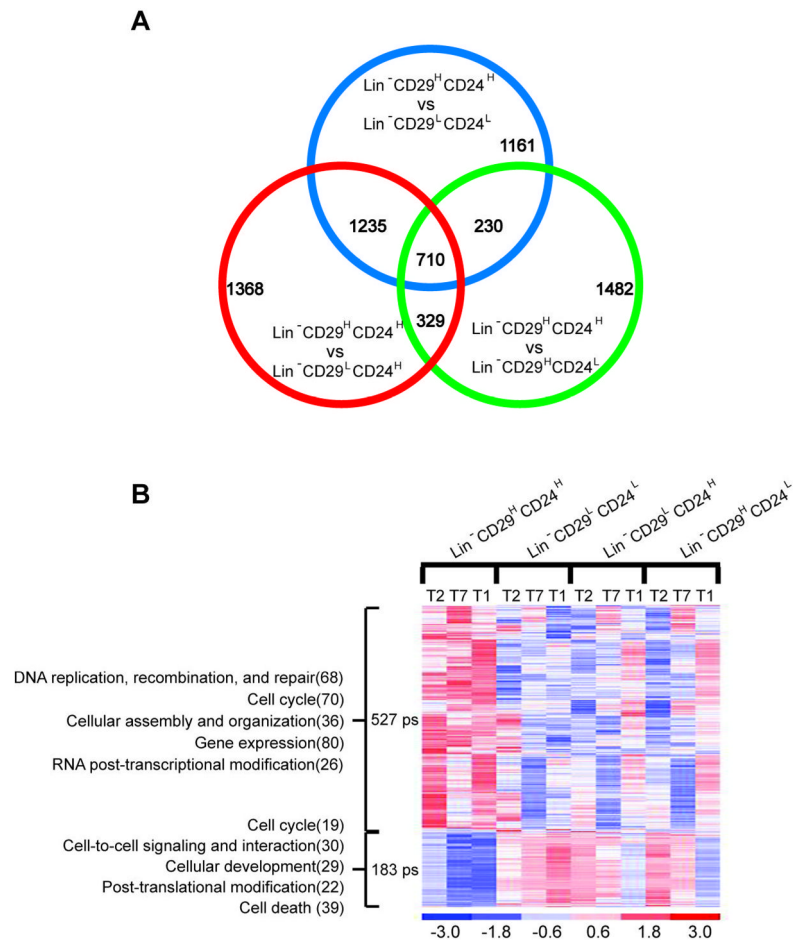 A
Lin⁻CD29ᴴCD24ᴴ
vs
Lin⁻CD29ᴸCD24ᴸ
1161
1235
230
710
1368
1482
329
Lin⁻CD29ᴴCD24ᴴ
vs
Lin⁻CD29ᴸCD24ᴴ
Lin⁻CD29ᴴCD24ᴴ
vs
Lin⁻CD29ᴴCD24ᴸ
B
Lin⁻CD29ᴴCD24ᴴ
Lin⁻CD29ᴸCD24ᴸ
Lin⁻CD29ᴸCD24ᴴ
Lin⁻CD29ᴴCD24ᴸ
T2 T7 T1 T2 T7 T1 T2 T7 T1 T2 T7 T1
DNA replication, recombination, and repair(68)
Cell cycle(70)
Cellular assembly and organization(36)
527 ps
Gene expression(80)
RNA post-transcriptional modification(26)
Cell cycle(19)
Cell-to-cell signaling and interaction(30)
Cellular development(29)
183 ps
Post-translational modification(22)
Cell death (39)
-3.0 -1.8 -0.6 0.6 1.8 3.0